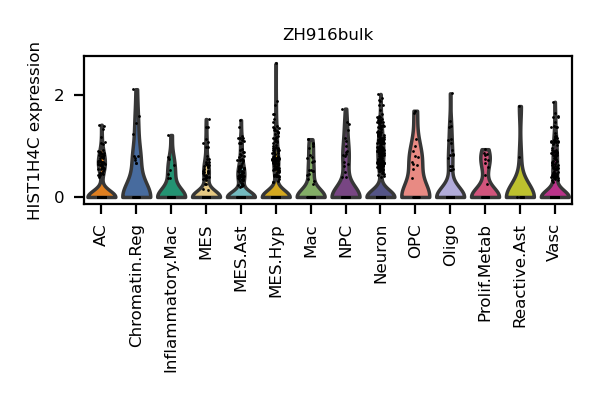 ZH916bulk
HIST1H4C expression
2
0
AC
Chromatin.Reg
Inflammatory.Mac
MES
MES.Ast
MES.Hyp
Mac
NPC
Neuron
OPC
Oligo
Prolif.Metab
Reactive.Ast
Vasc